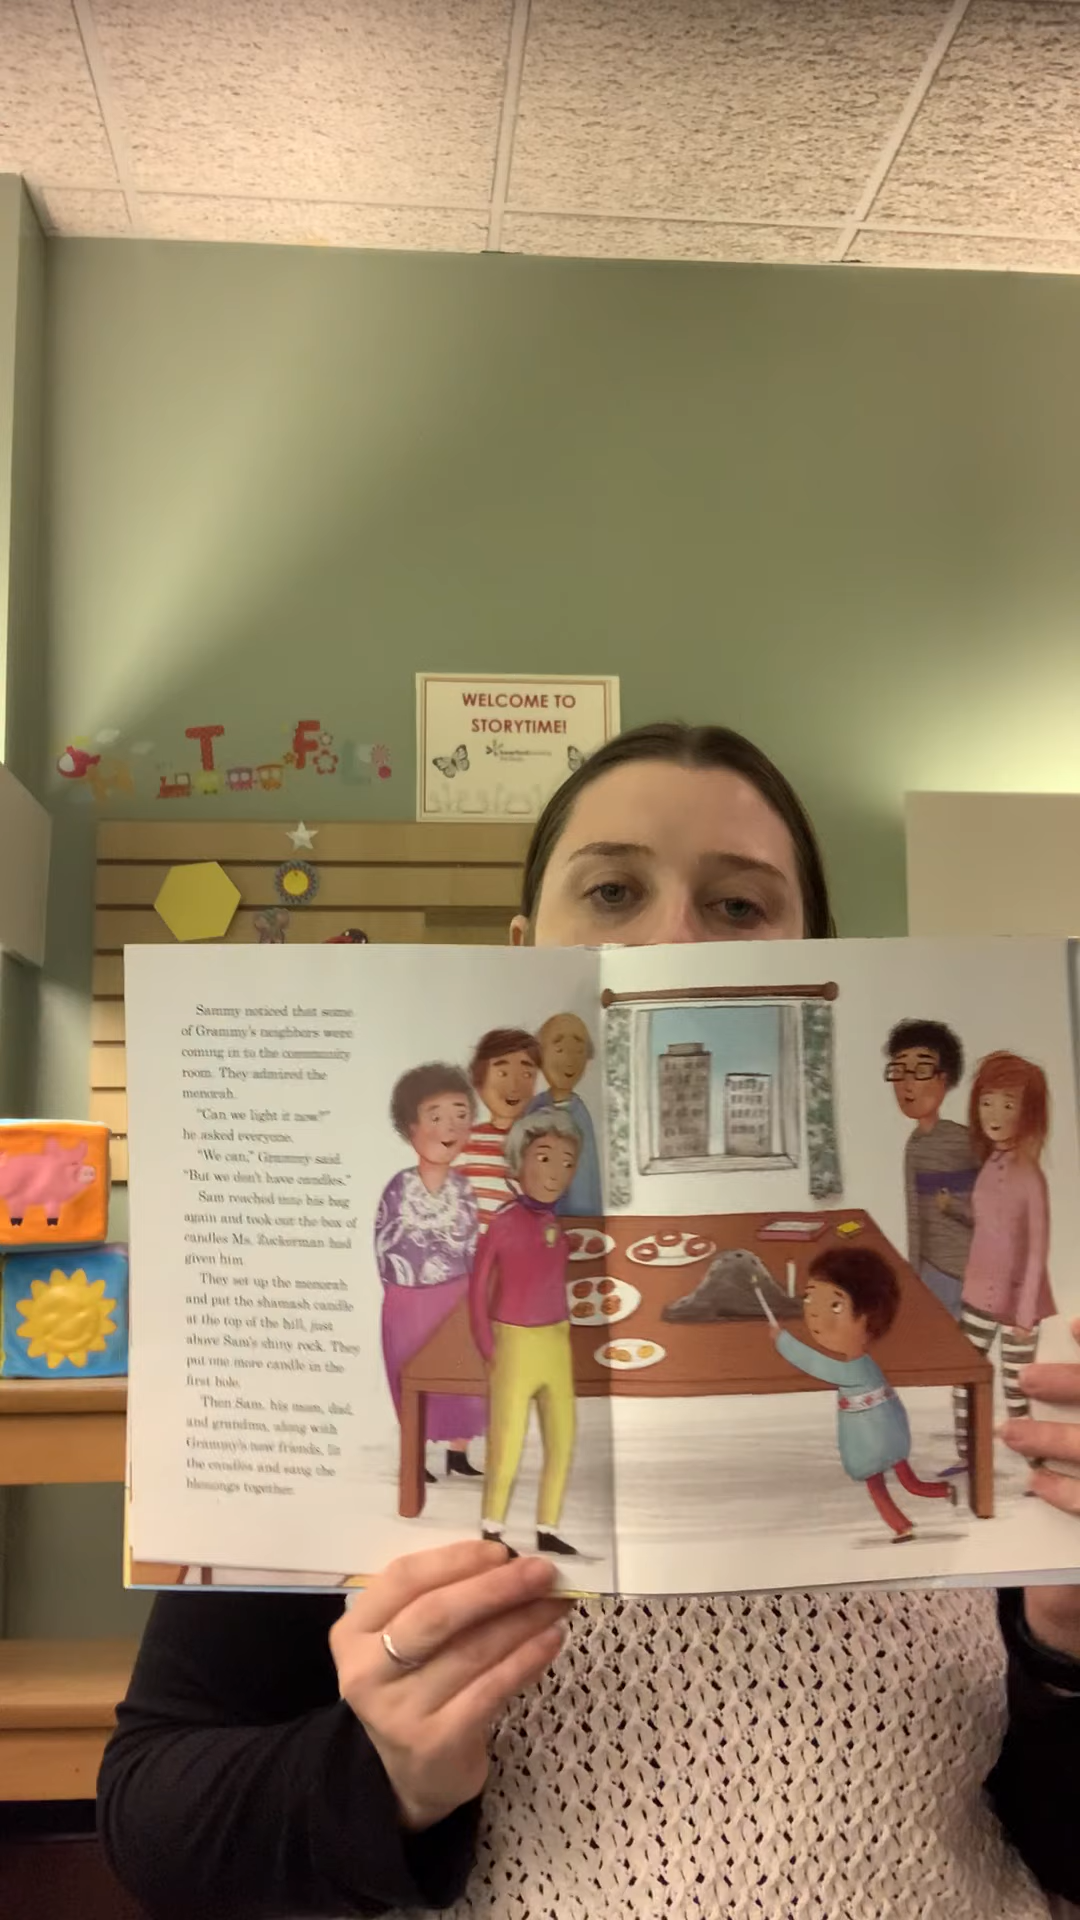 WELCOME TO
STORYTIME!
T F
Sammy noticed that some
of Grammy's neighbors were
coming in to the community
room. They admired the
menorah.
"Can we light it now?"
he asked everyone.
"We can," Grammy said.
"But we don't have candles."
Sam reached into his bag
again and took out the box of
candles Ms. Zuckerman had
given him.
They set up the menorah
and put the shamash candle
at the top of the hill, just
above Sam's shiny rock. They
put one more candle in the
first hole.
Then Sam, his mom, dad,
and grandma, along with
Grammy's new friends, lit
the candles and sang the
blessings together.